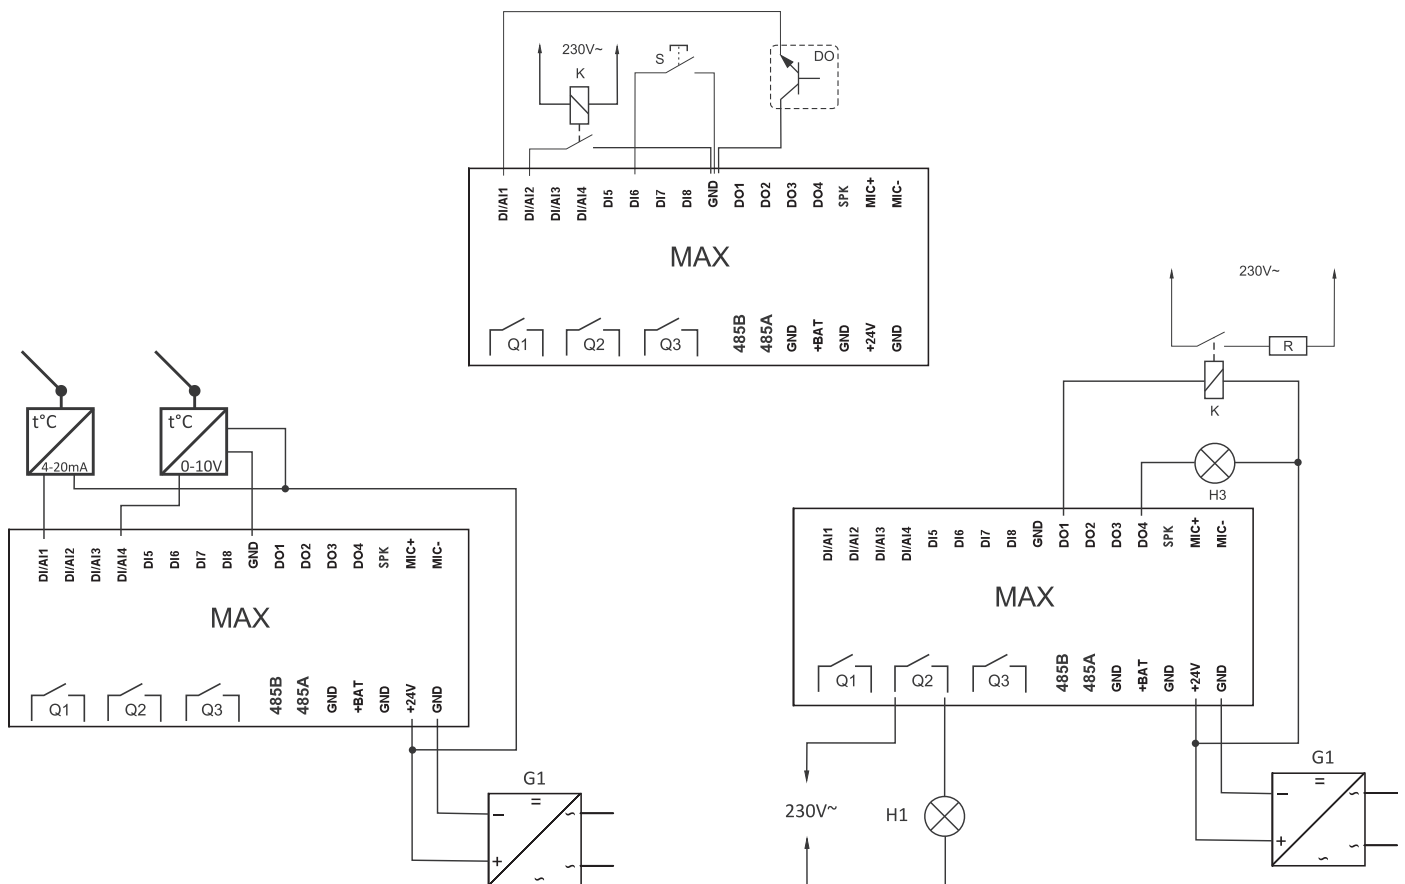 230V~
K
S
DO
DI/AI1 DI/AI2 DI/AI3 DI/AI4 DI5 DI6 DI7 DI8 GND DO1 DO2 DO3 DO4 SPK MIC+ MIC-
MAX
Q1 Q2 Q3 485B 485A GND +BAT GND +24V GND
t°C
4-20mA
t°C
0-10V
DI/AI1 DI/AI2 DI/AI3 DI/AI4 DI5 DI6 DI7 DI8 GND DO1 DO2 DO3 DO4 SPK MIC+ MIC-
MAX
Q1 Q2 Q3 485B 485A GND +BAT GND +24V GND
G1
=
−
~
+
~
~
230V~
R
K
H3
DI/AI1 DI/AI2 DI/AI3 DI/AI4 DI5 DI6 DI7 DI8 GND DO1 DO2 DO3 DO4 SPK MIC+ MIC-
MAX
Q1 Q2 Q3 485B 485A GND +BAT GND +24V GND
230V~
H1
G1
=
−
~
+
~
~